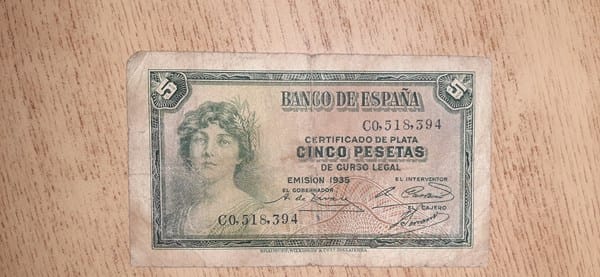 5 5
BANCO DE ESPAÑA
C0,518,394
CERTIFICADO DE PLATA
CINCO PESETAS
DE CURSO LEGAL
EMISION 1935
EL GOBERNADOR
EL INTERVENTOR
EL CAJERO
C0,518,394